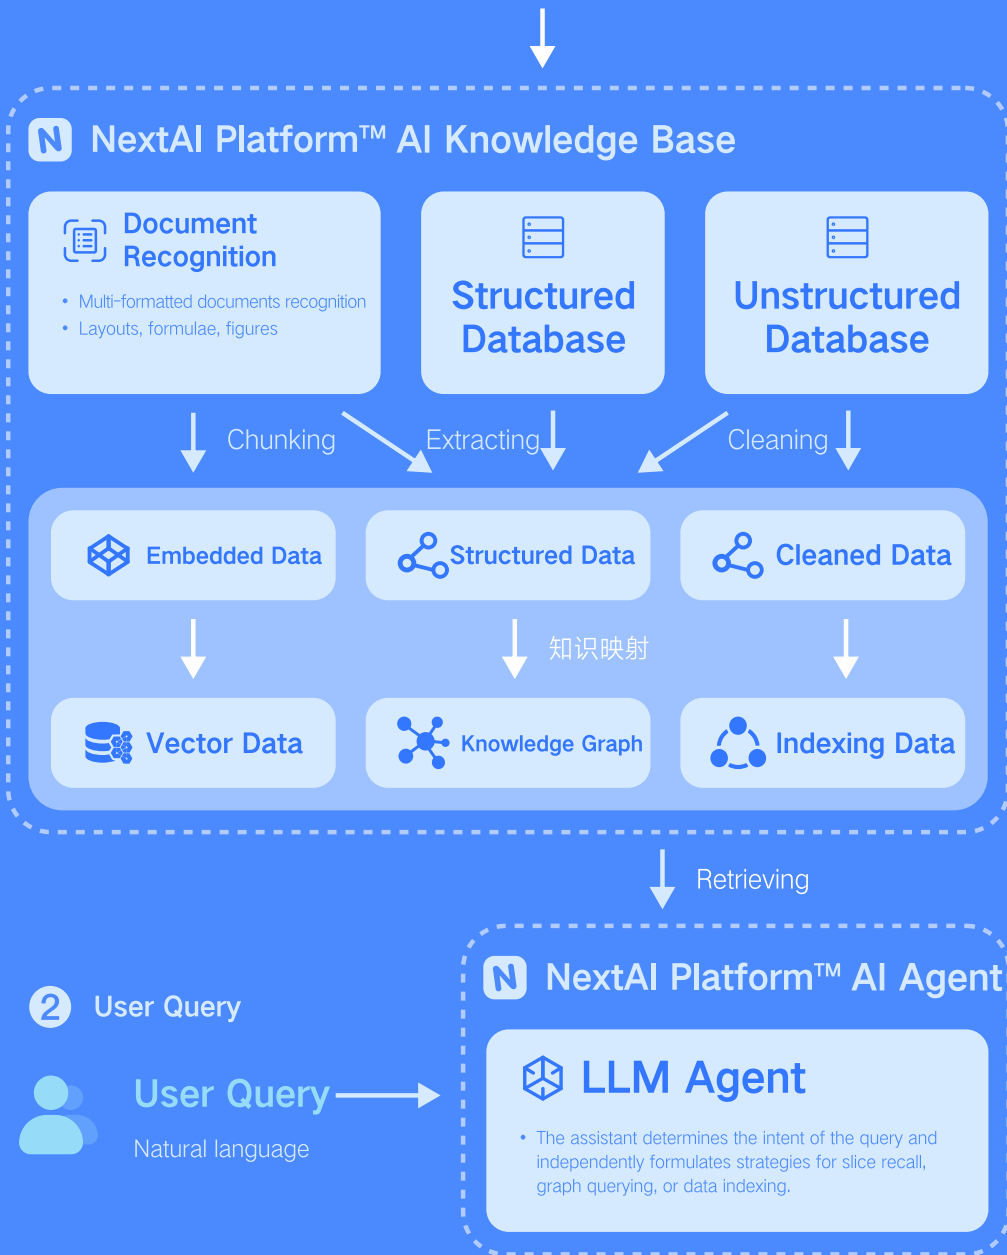 N NextAI Platform™ AI Knowledge Base
Document
Recognition
• Multi-formatted documents recognition
• Layouts, formulae, figures
Structured
Database
Unstructured
Database
Chunking
Extracting
Cleaning
Embedded Data
Structured Data
Cleaned Data
知识映射
Vector Data
Knowledge Graph
Indexing Data
Retrieving
2 User Query
User Query
Natural language
N NextAI Platform™ AI Agent
LLM Agent
• The assistant determines the intent of the query and
independently formulates strategies for slice recall,
graph querying, or data indexing.